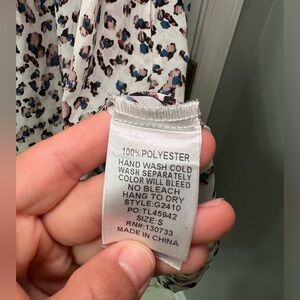 100% POLYESTER
HAND WASH COLD
WASH SEPARATELY
COLOR WILL BLEED
NO BLEACH
HANG TO DRY
STYLE:G2410
PO:TL45942
SIZE:S
RN#:130733
MADE IN CHINA